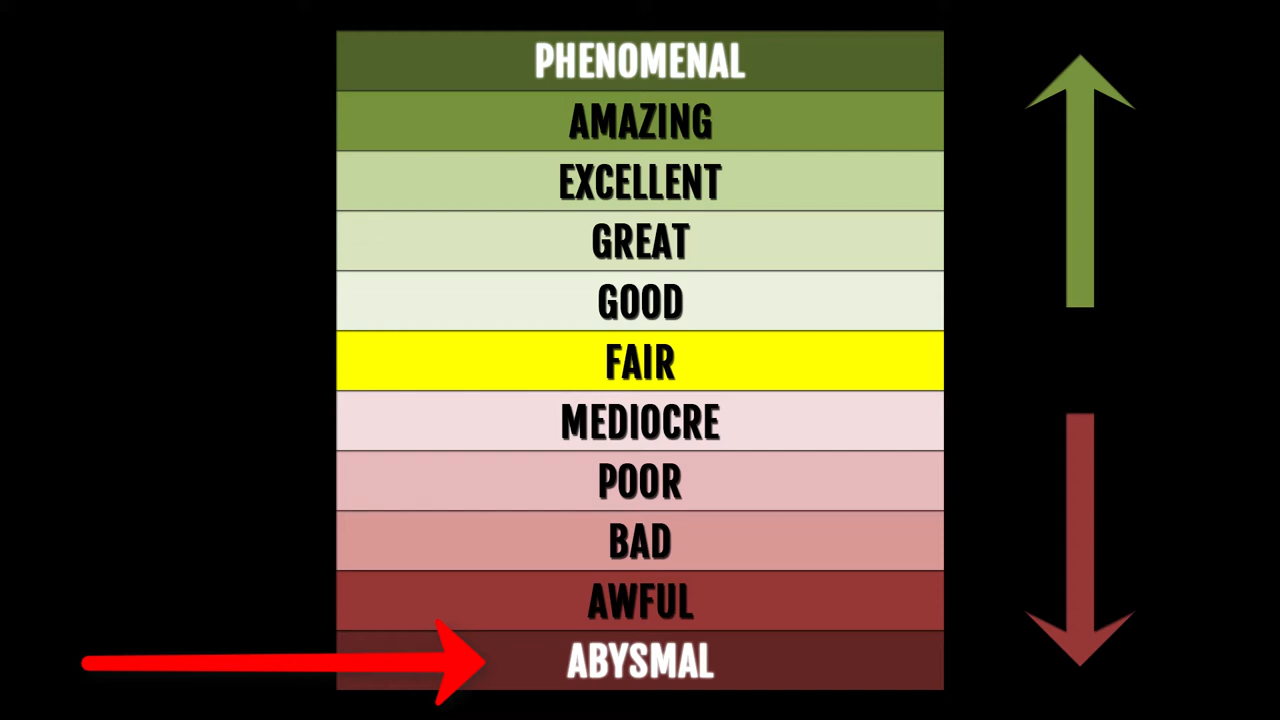 PHENOMENAL
AMAZING
EXCELLENT
GREAT
GOOD
FAIR
MEDIOCRE
POOR
BAD
AWFUL
ABYSMAL